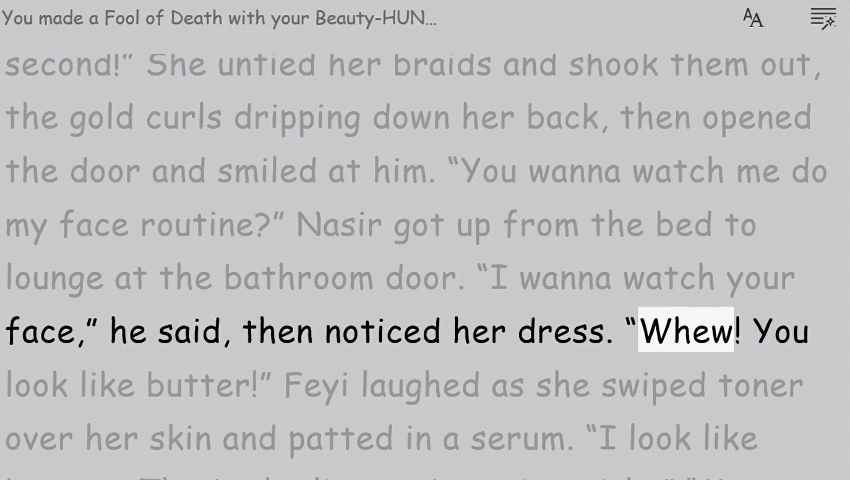 You made a Fool of Death with your Beauty-HUN...
AA
second!” She untied her braids and shook them out,
the gold curls dripping down her back, then opened
the door and smiled at him. “You wanna watch me do
my face routine?” Nasir got up from the bed to
lounge at the bathroom door. “I wanna watch your
face,” he said, then noticed her dress. “Whew! You
look like butter!” Feyi laughed as she swiped toner
over her skin and patted in a serum. “I look like